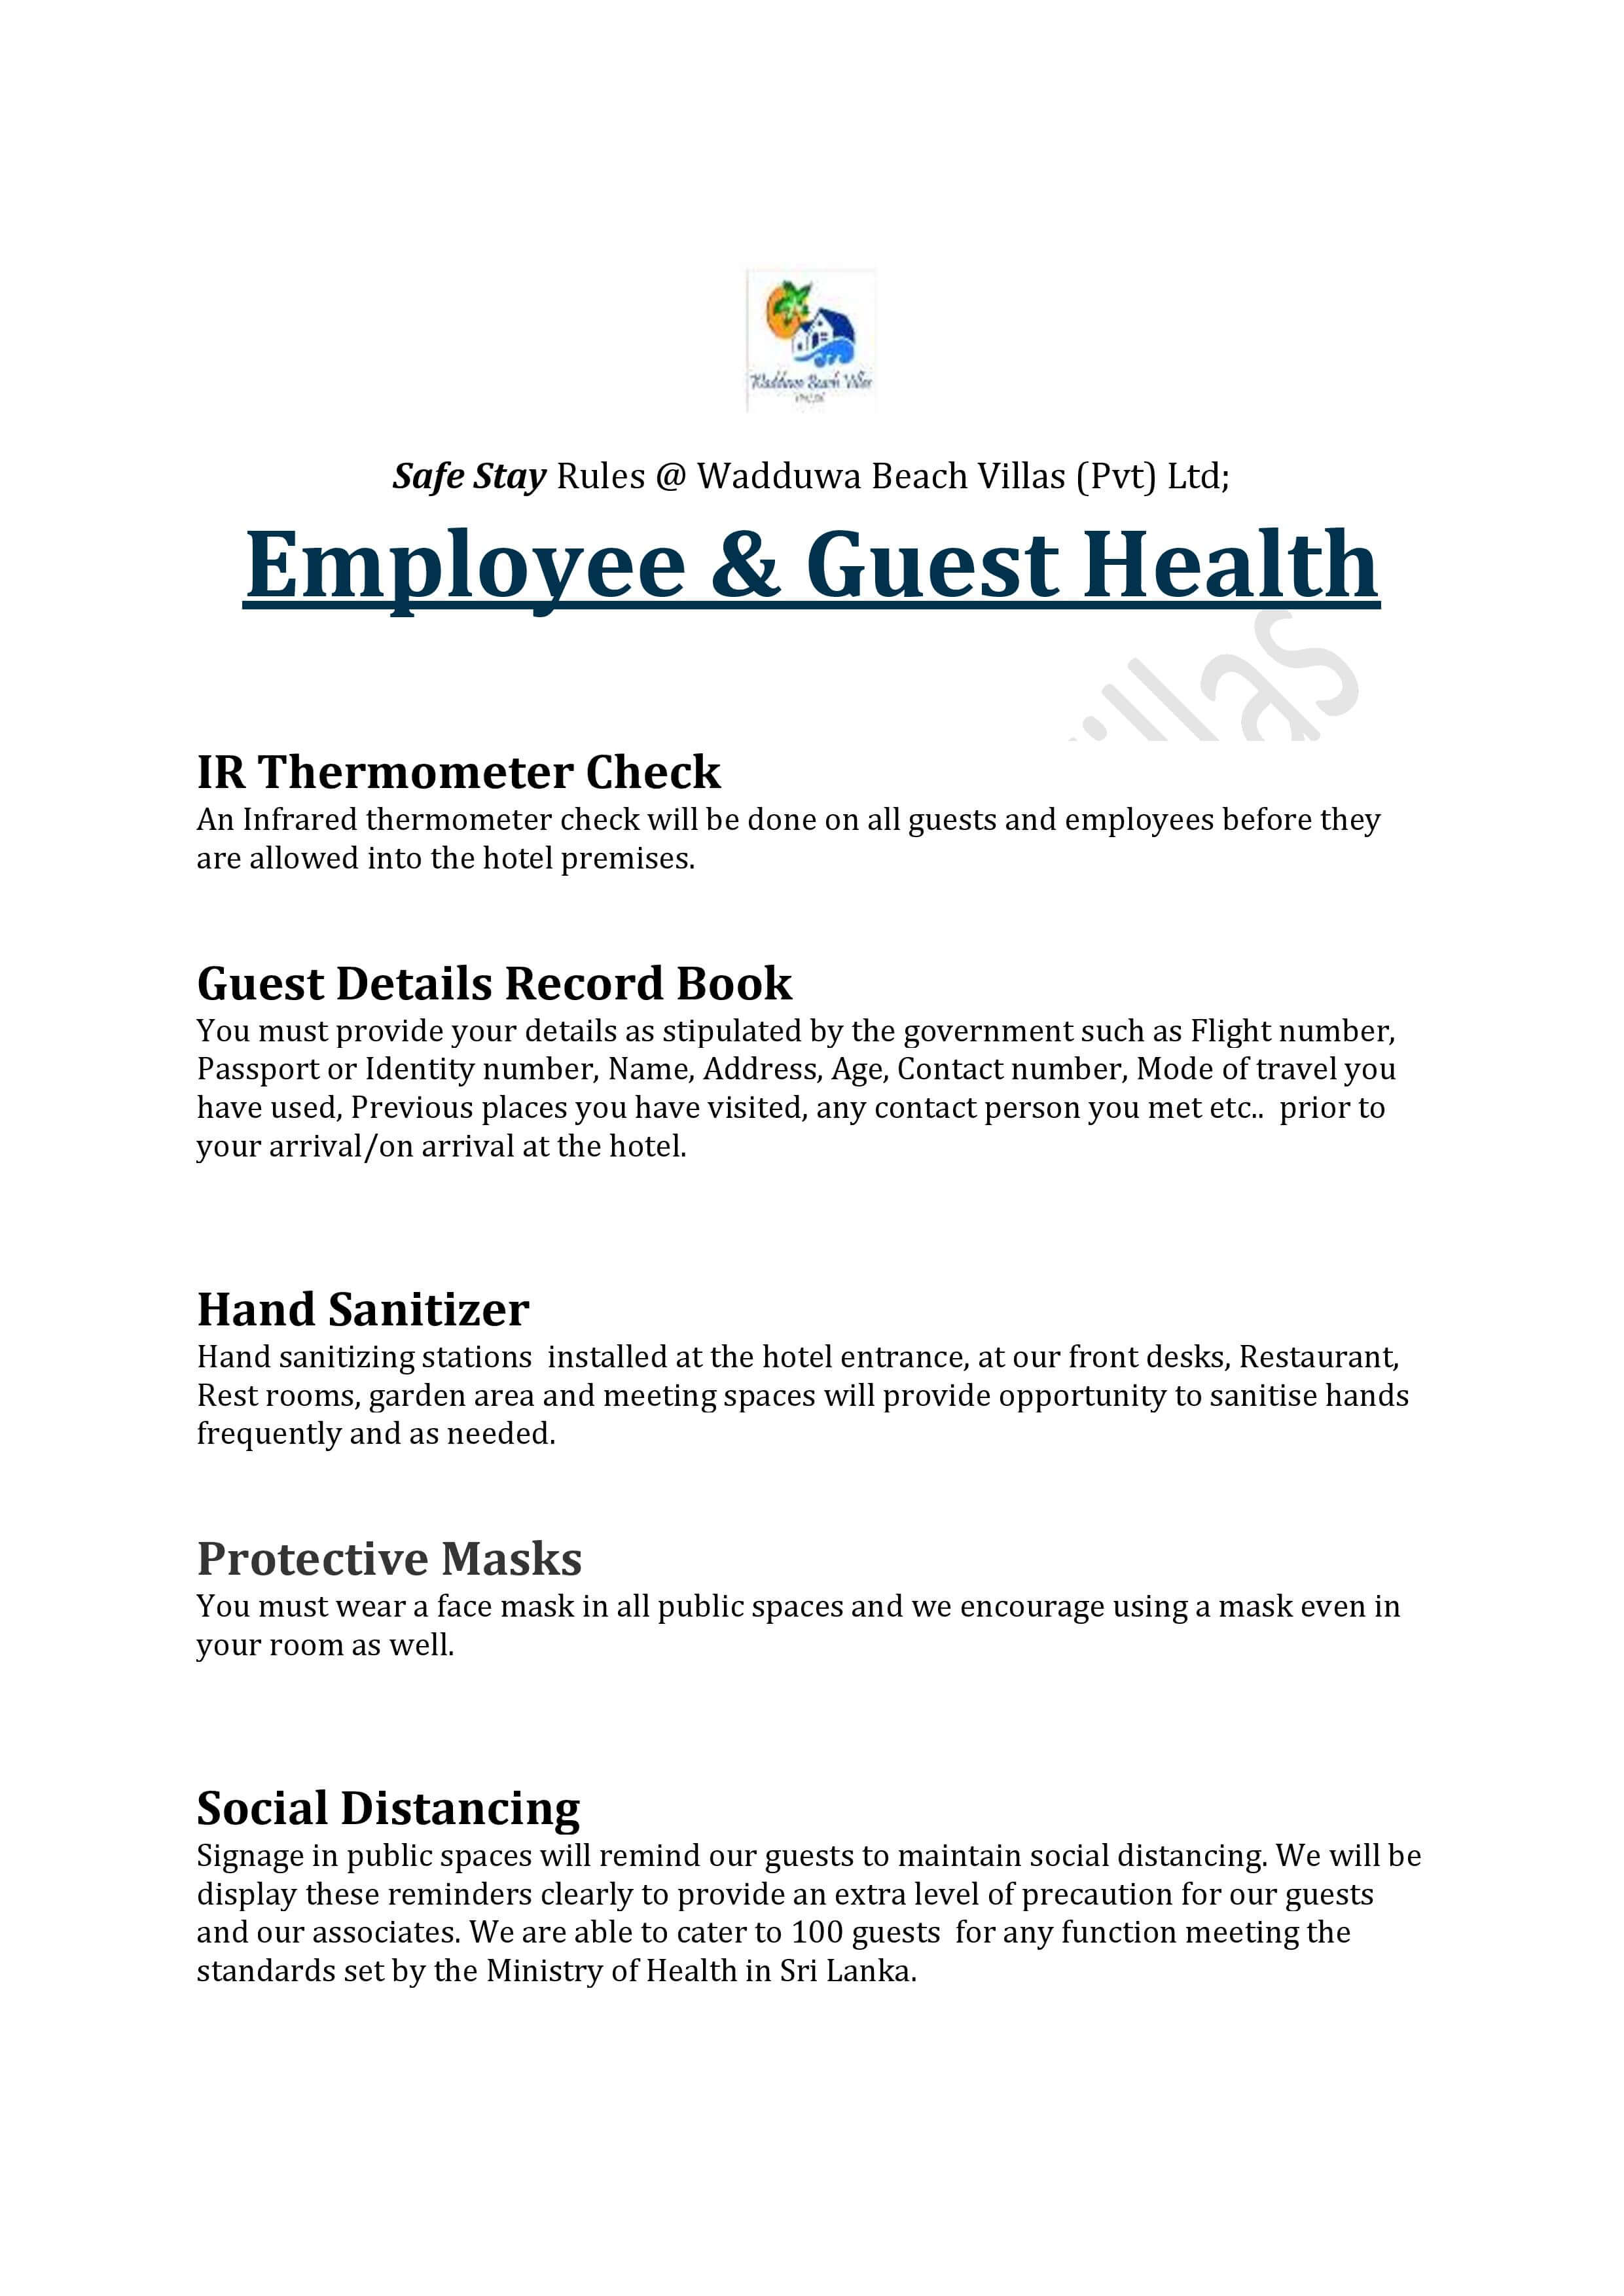 Wadduwa Beach Villas
Safe Stay Rules @ Wadduwa Beach Villas (Pvt) Ltd;
Employee & Guest Health
illas
IR Thermometer Check
An Infrared thermometer check will be done on all guests and employees before they
are allowed into the hotel premises.
Guest Details Record Book
You must provide your details as stipulated by the government such as Flight number,
Passport or Identity number, Name, Address, Age, Contact number, Mode of travel you
have used, Previous places you have visited, any contact person you met etc..  prior to
your arrival/on arrival at the hotel.
Hand Sanitizer
Hand sanitizing stations  installed at the hotel entrance, at our front desks, Restaurant,
Rest rooms, garden area and meeting spaces will provide opportunity to sanitise hands
frequently and as needed.
Protective Masks
You must wear a face mask in all public spaces and we encourage using a mask even in
your room as well.
Social Distancing
Signage in public spaces will remind our guests to maintain social distancing. We will be
display these reminders clearly to provide an extra level of precaution for our guests
and our associates. We are able to cater to 100 guests  for any function meeting the
standards set by the Ministry of Health in Sri Lanka.